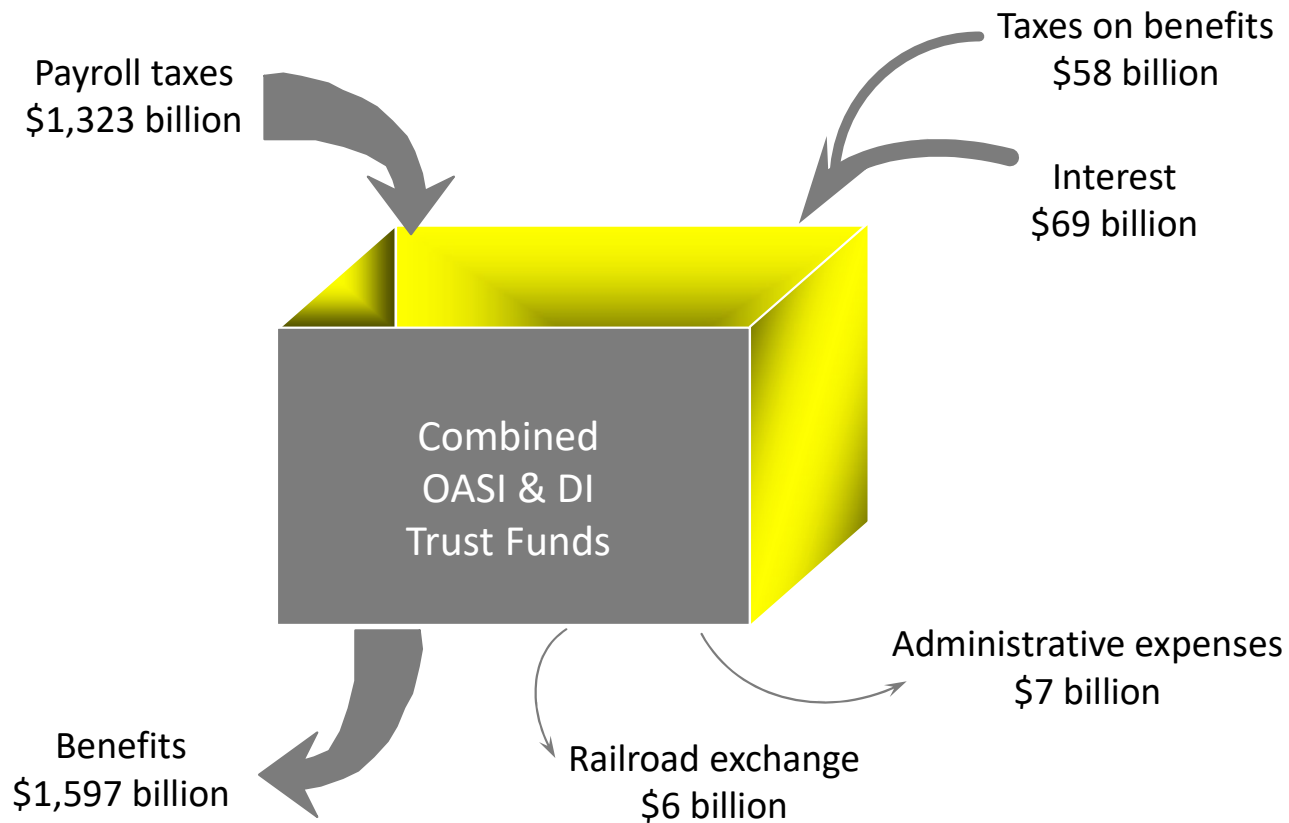 Payroll taxes
$1,323 billion
Taxes on benefits
$58 billion
Interest
$69 billion
Combined
OASI & DI
Trust Funds
Benefits
$1,597 billion
Railroad exchange
$6 billion
Administrative expenses
$7 billion